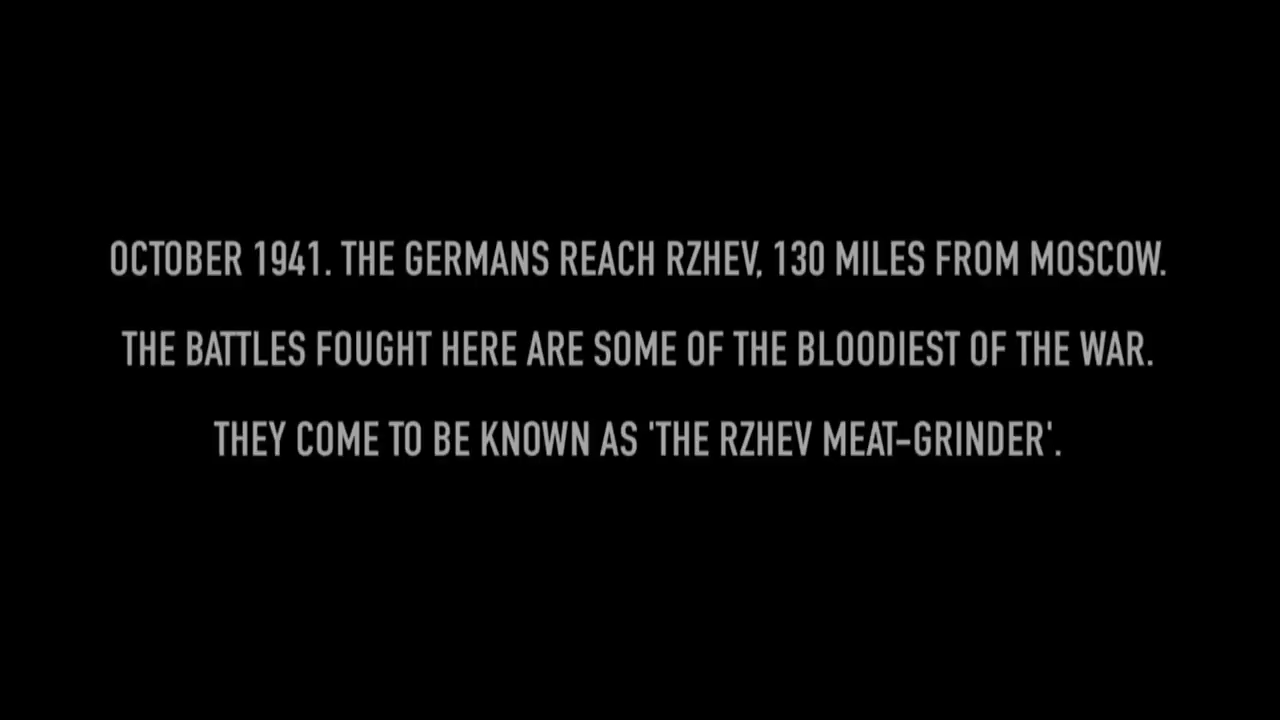 OCTOBER 1941. THE GERMANS REACH RZHEV, 130 MILES FROM MOSCOW.
THE BATTLES FOUGHT HERE ARE SOME OF THE BLOODIEST OF THE WAR.
THEY COME TO BE KNOWN AS 'THE RZHEV MEAT-GRINDER'.